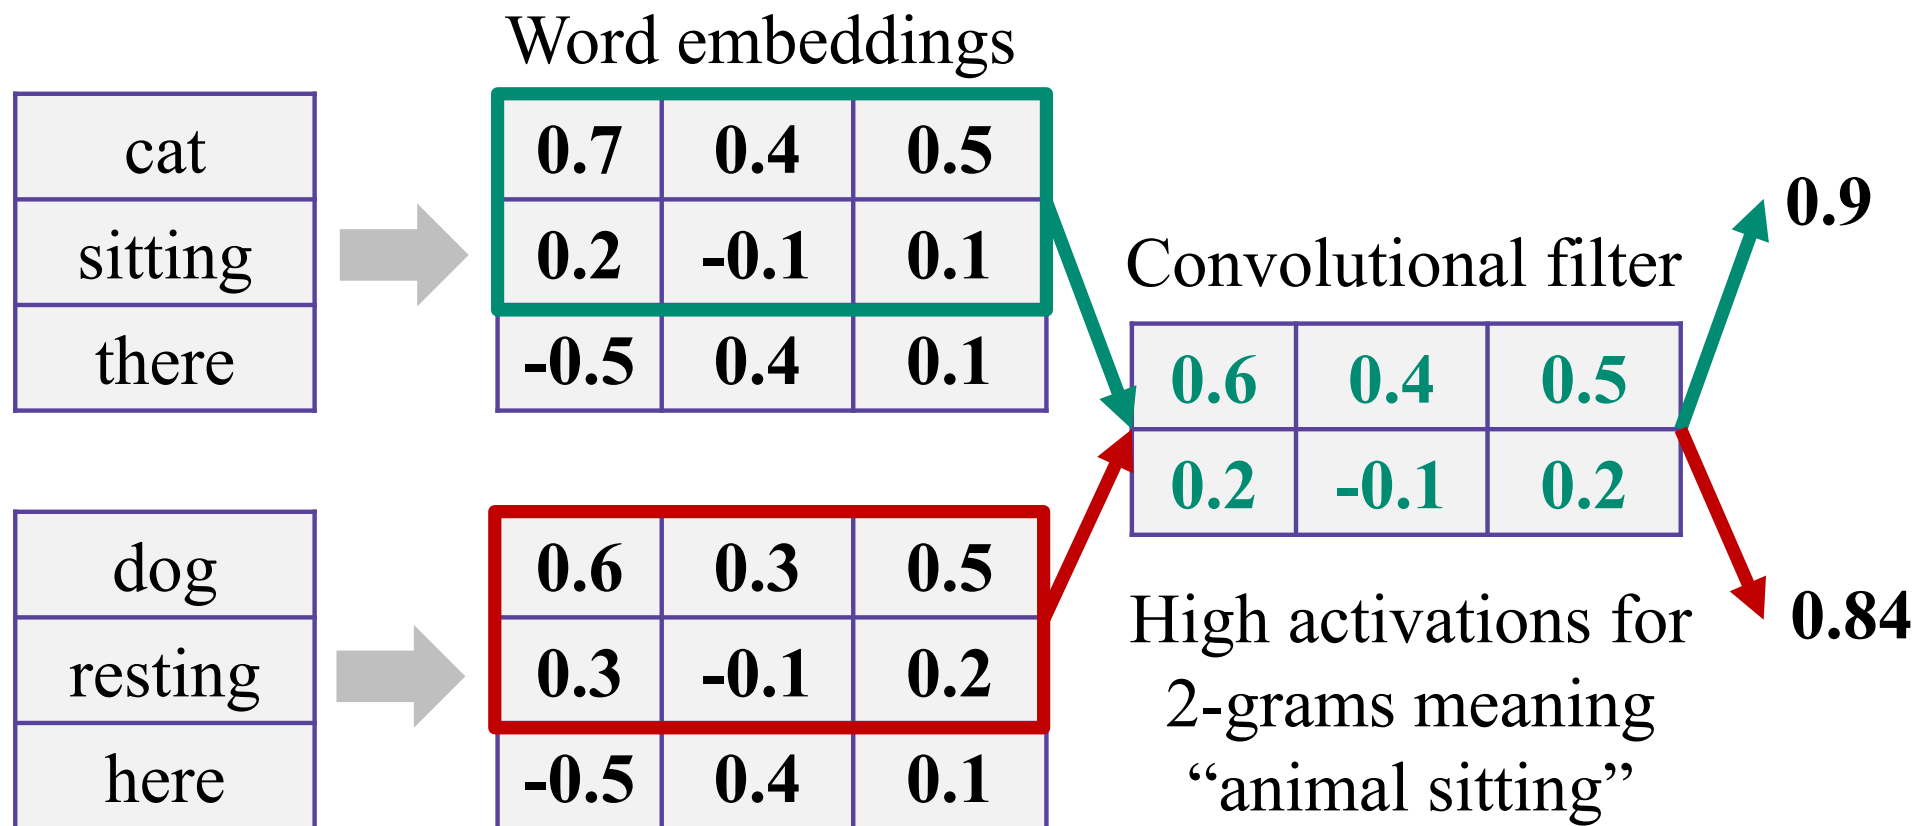 Word embeddings
cat
sitting
there
0.7 0.4 0.5
0.2 -0.1 0.1
-0.5 0.4 0.1
dog
resting
here
0.6 0.3 0.5
0.3 -0.1 0.2
-0.5 0.4 0.1
Convolutional filter
0.6 0.4 0.5
0.2 -0.1 0.2
High activations for
2-grams meaning
“animal sitting”
0.9
0.84